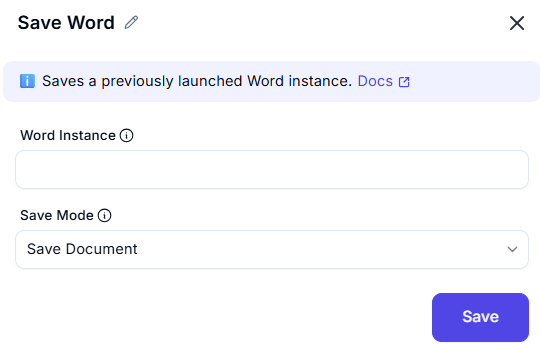 Save Word
Saves a previously launched Word instance. Docs
Word Instance
Save Mode
Save Document
Save